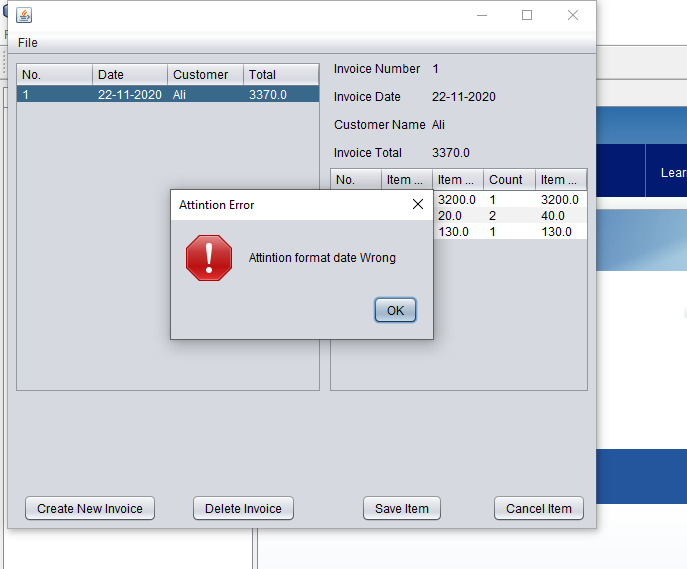 File
No. Date Customer Total
1 22-11-2020 Ali 3370.0
Invoice Number 1
Invoice Date 22-11-2020
Customer Name Ali
Invoice Total 3370.0
No. Item ... Item ... Count Item ...
3200.0 1 3200.0
20.0 2 40.0
130.0 1 130.0
Attintion Error
Attintion format date Wrong
OK
Create New Invoice
Delete Invoice
Save Item
Cancel Item